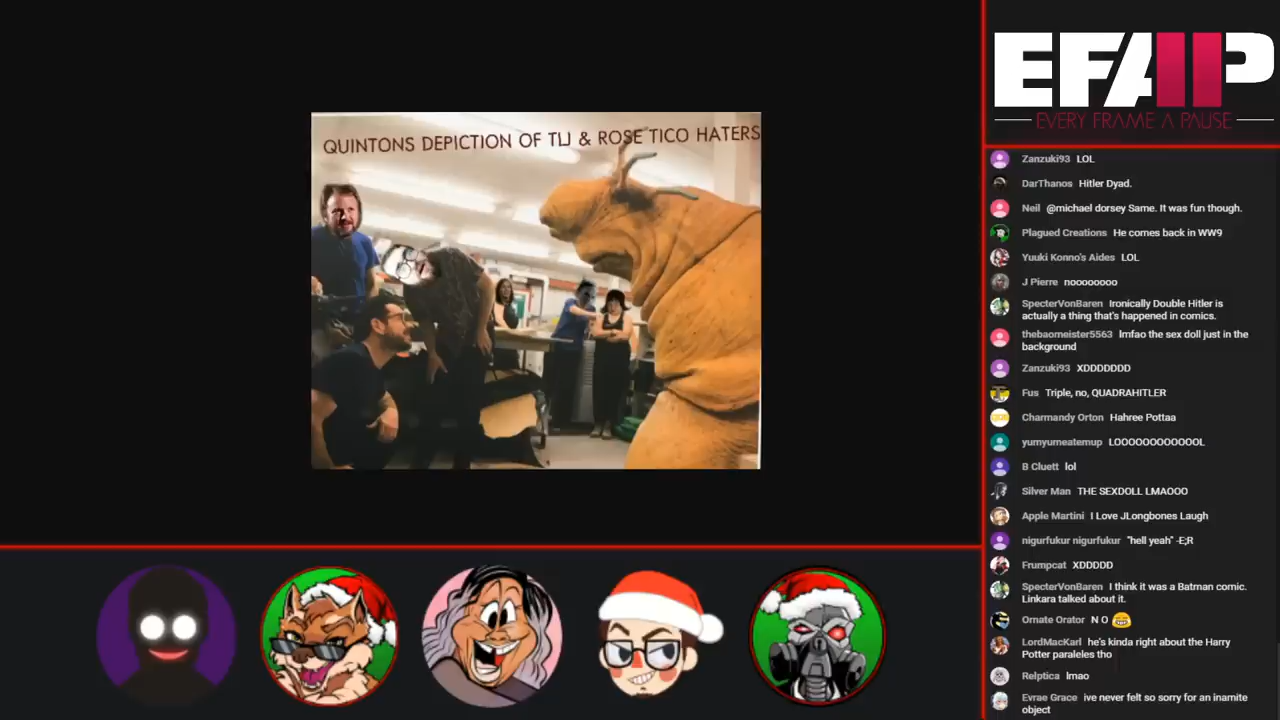 QUINTONS DEPICTION OF TLJ & ROSE TICO HATERS
EFAP
EVERY FRAME A PAUSE
Zanzuki93 LOL
DarThanos Hitler Dyad.
Neil @michael dorsey Same. It was fun though.
Plagued Creations He comes back in WW9
Yuuki Konno's Aides LOL
J Pierre nooooooo
SpecterVonBaren Ironically Double Hitler is
actually a thing that's happened in comics.
thebaomeister5563 lmfao the sex doll just in the
background
Zanzuki93 XDDDDDDD
Fus Triple, no, QUADRAHITLER
Charmandy Orton Hahree Pottaa
yumyumeatemup LOOOOOOOOOOOOL
B Cluett lol
Silver Man THE SEXDOLL LMAOOO
Apple Martini I Love JLongbones Laugh
nigurfukur nigurfukur "hell yeah" -E;R
Frumpcat XDDDDD
SpecterVonBaren I think it was a Batman comic.
Linkara talked about it.
Ornate Orator N O 😂
LordMacKarl he's kinda right about the Harry
Potter paraleles tho
Relptica lmao
Evrae Grace ive never felt so sorry for an inamite
object